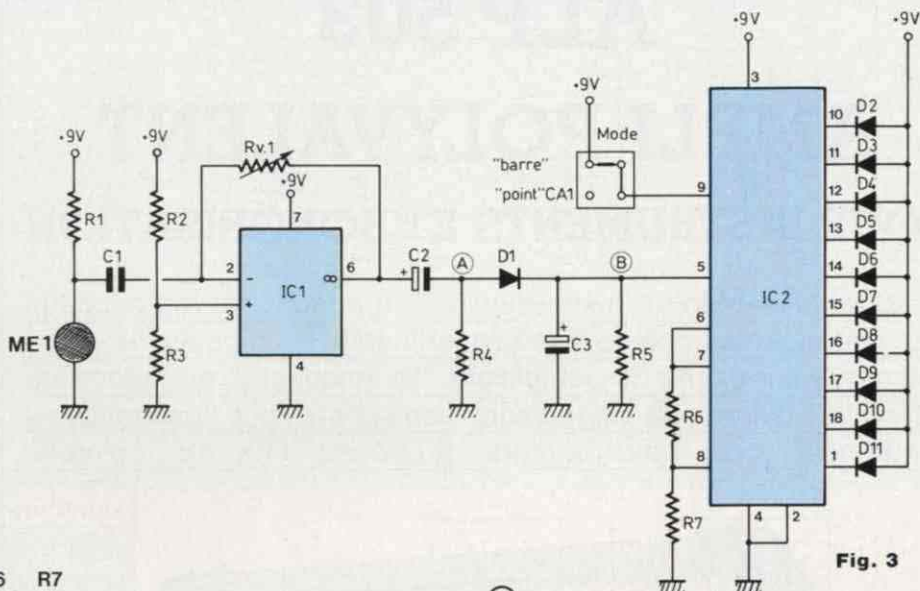 +9V
+9V
+9V
R1
R2
C1
ME1
R3
Rv.1
+9V
7
2
-
3
+
IC1
∞
6
4
C2
+
A
D1
B
R4
+
C3
R5
+9V
Mode
"barre"
"point" CA1
+9V
3
9
5
6
7
8
IC2
R6
R7
4
2
10
11
12
13
14
15
16
17
18
1
D2
D3
D4
D5
D6
D7
D8
D9
D10
D11
Fig. 3
6 R7